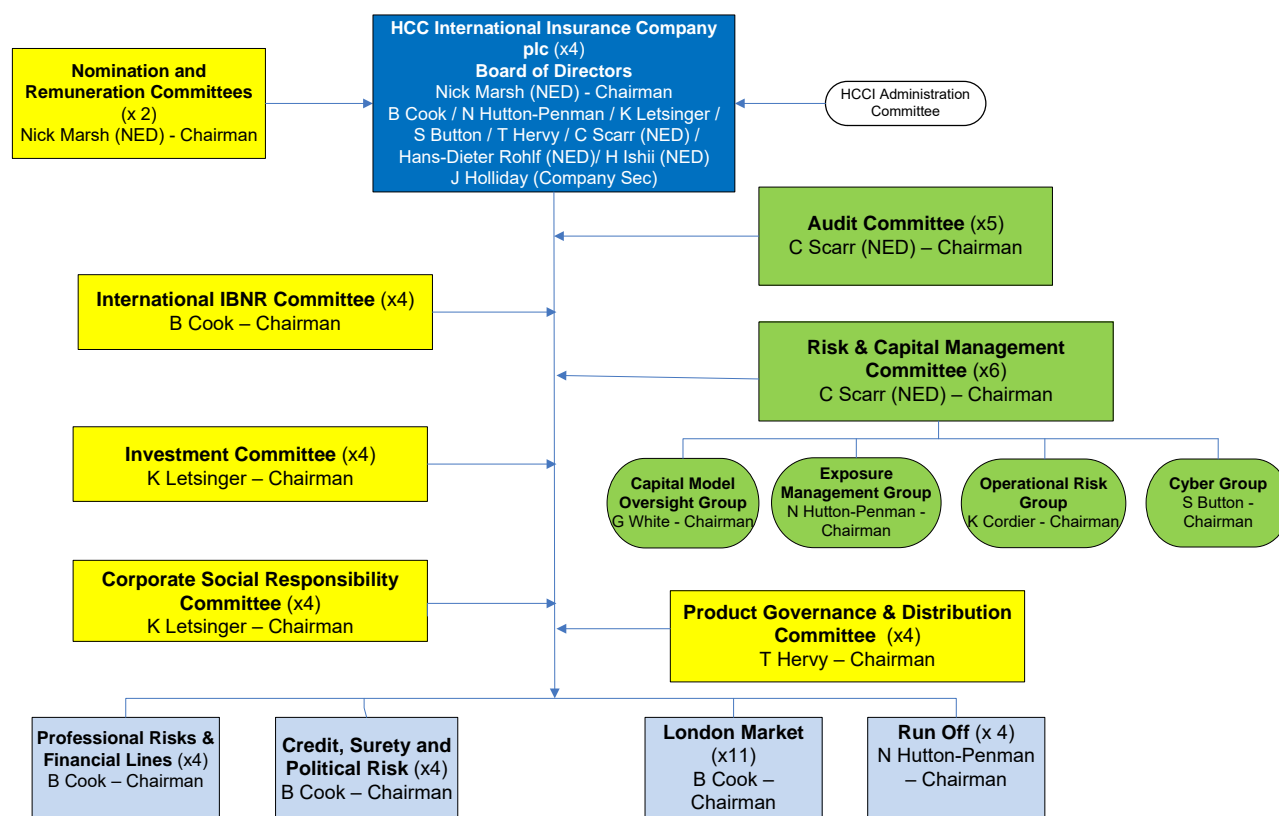 HCC International Insurance Company
plc (x4)
Board of Directors
Nick Marsh (NED) - Chairman
B Cook / N Hutton-Penman / K Letsinger /
S Button / T Hervy / C Scarr (NED) /
Hans-Dieter Rohlf (NED)/ H Ishii (NED)
J Holliday (Company Sec)
Nomination and
Remuneration Committees
(x 2)
Nick Marsh (NED) - Chairman
HCCI Administration
Committee
Audit Committee (x5)
C Scarr (NED) – Chairman
International IBNR Committee (x4)
B Cook – Chairman
Risk & Capital Management
Committee (x6)
C Scarr (NED) – Chairman
Investment Committee (x4)
K Letsinger – Chairman
Capital Model
Oversight Group
G White - Chairman
Exposure
Management Group
N Hutton-Penman -
Chairman
Operational Risk
Group
K Cordier - Chairman
Cyber Group
S Button -
Chairman
Corporate Social Responsibility
Committee (x4)
K Letsinger – Chairman
Product Governance & Distribution
Committee (x4)
T Hervy – Chairman
Professional Risks &
Financial Lines (x4)
B Cook – Chairman
Credit, Surety and
Political Risk (x4)
B Cook – Chairman
London Market
(x11)
B Cook –
Chairman
Run Off (x 4)
N Hutton-Penman
– Chairman